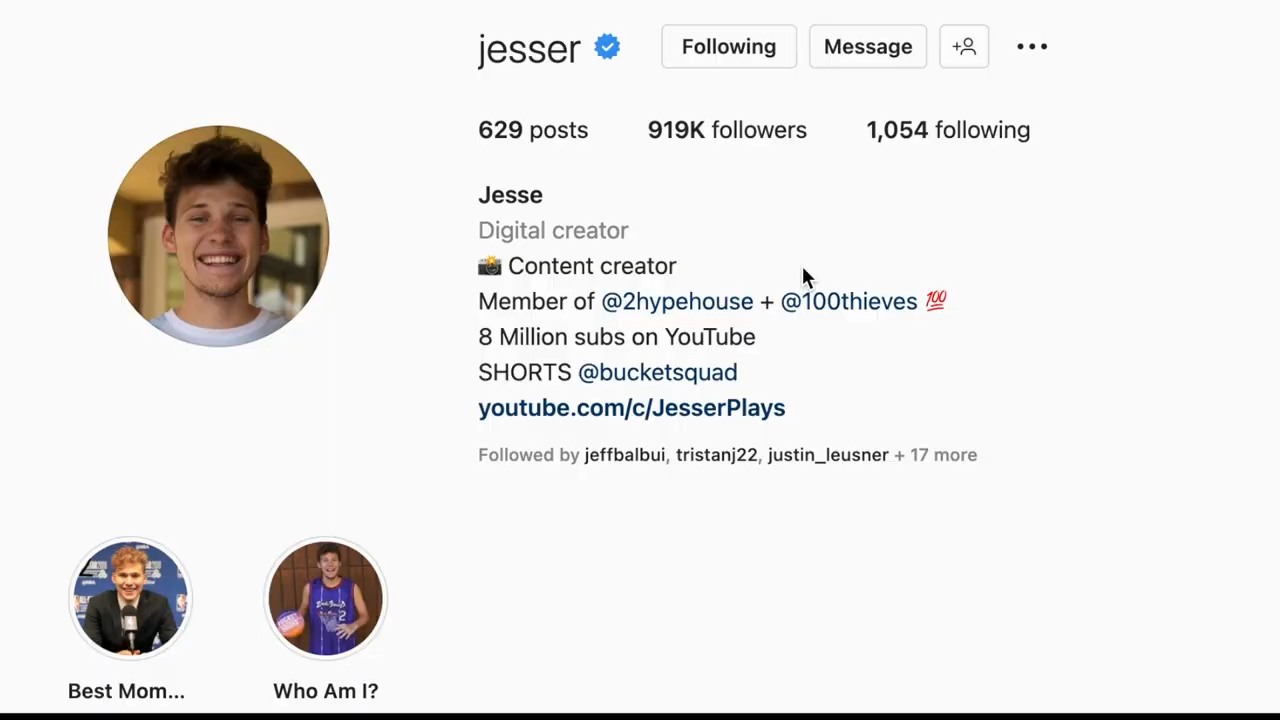 jesser Following Message
629 posts 919K followers 1,054 following
Jesse
Digital creator
📸 Content creator
Member of @2hypehouse + @100thieves 💯
8 Million subs on YouTube
SHORTS @bucketsquad
youtube.com/c/JesserPlays
Followed by jeffbalbui, tristanj22, justin_leusner + 17 more
Best Mom...
Who Am I?